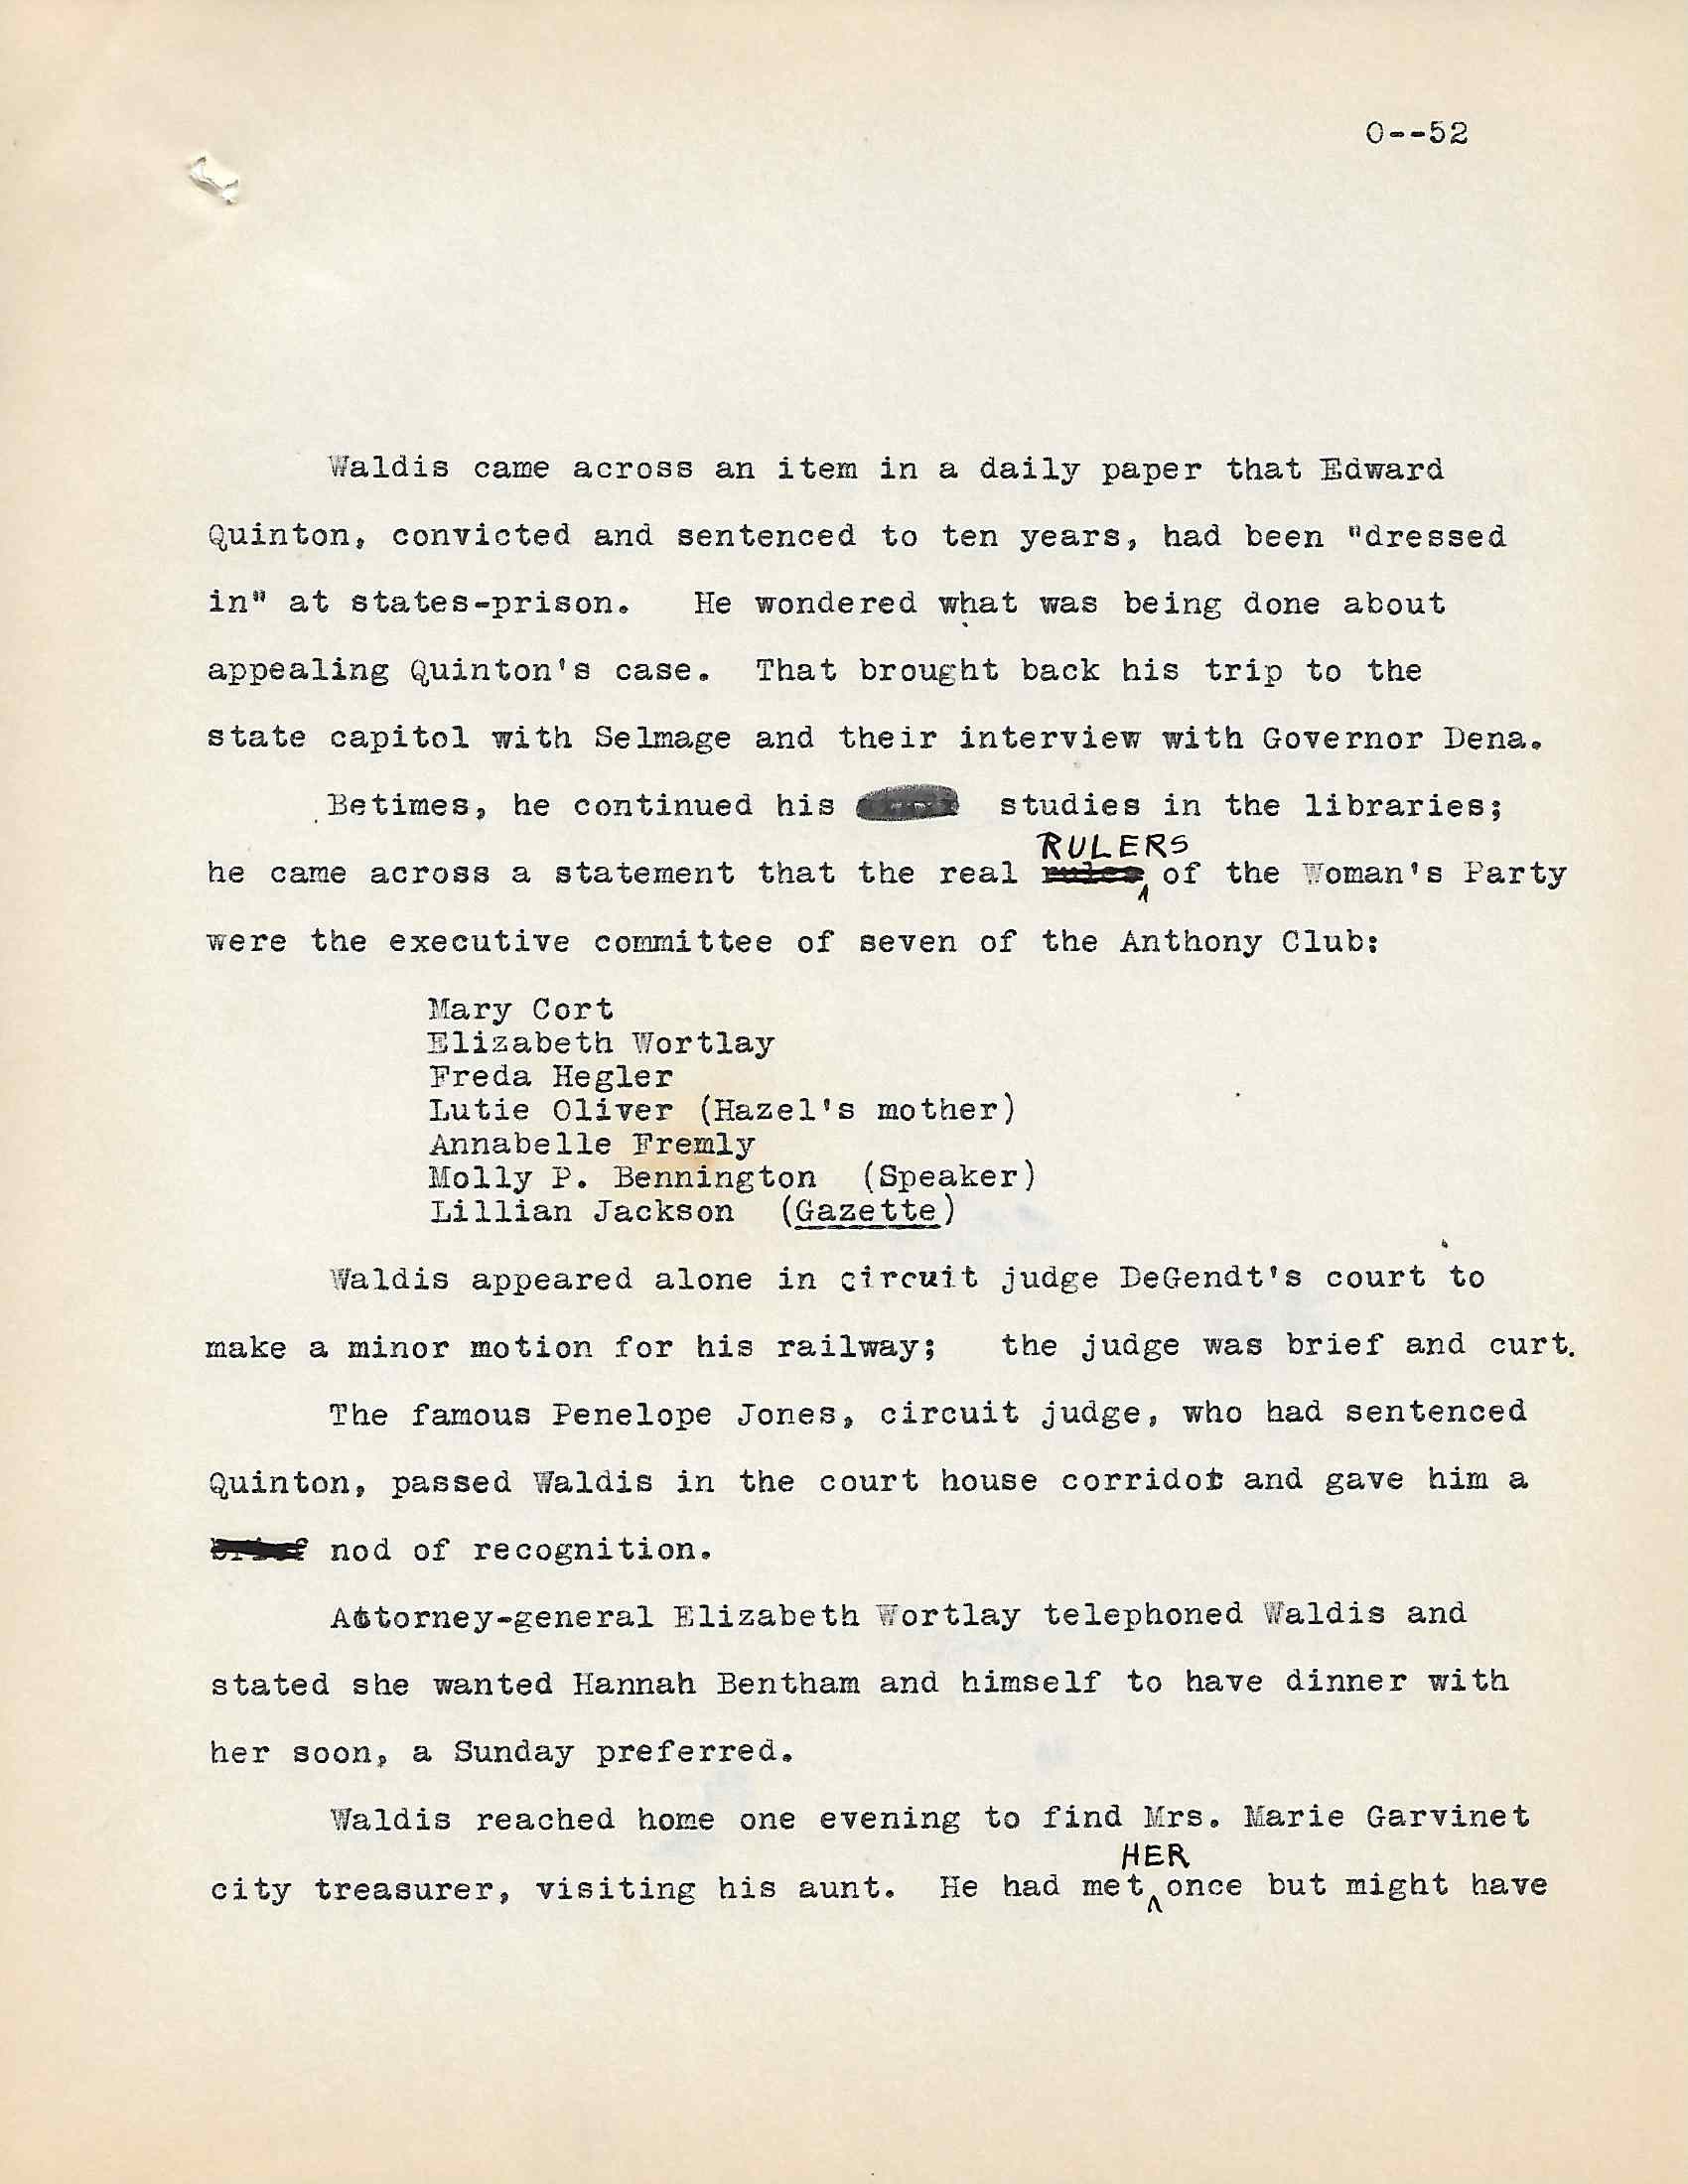 0--52
Waldis came across an item in a daily paper that Edward
Quinton, convicted and sentenced to ten years, had been "dressed
in" at states-prison. He wondered what was being done about
appealing Quinton's case. That brought back his trip to the
state capitol with Selmage and their interview with Governor Dena.
Betimes, he continued his studies in the libraries;
RULERS
he came across a statement that the real of the Woman's Party
were the executive committee of seven of the Anthony Club:
Mary Cort
Elizabeth Wortlay
Freda Hegler
Lutie Oliver (Hazel's mother)
Annabelle Fremly
Molly P. Bennington (Speaker)
Lillian Jackson (Gazette)
Waldis appeared alone in circuit judge DeGendt's court to
make a minor motion for his railway; the judge was brief and curt.
The famous Penelope Jones, circuit judge, who had sentenced
Quinton, passed Waldis in the court house corridor and gave him a
brief nod of recognition.
Attorney-general Elizabeth Wortlay telephoned Waldis and
stated she wanted Hannah Bentham and himself to have dinner with
her soon, a Sunday preferred.
Waldis reached home one evening to find Mrs. Marie Garvinet
HER
city treasurer, visiting his aunt. He had met once but might have